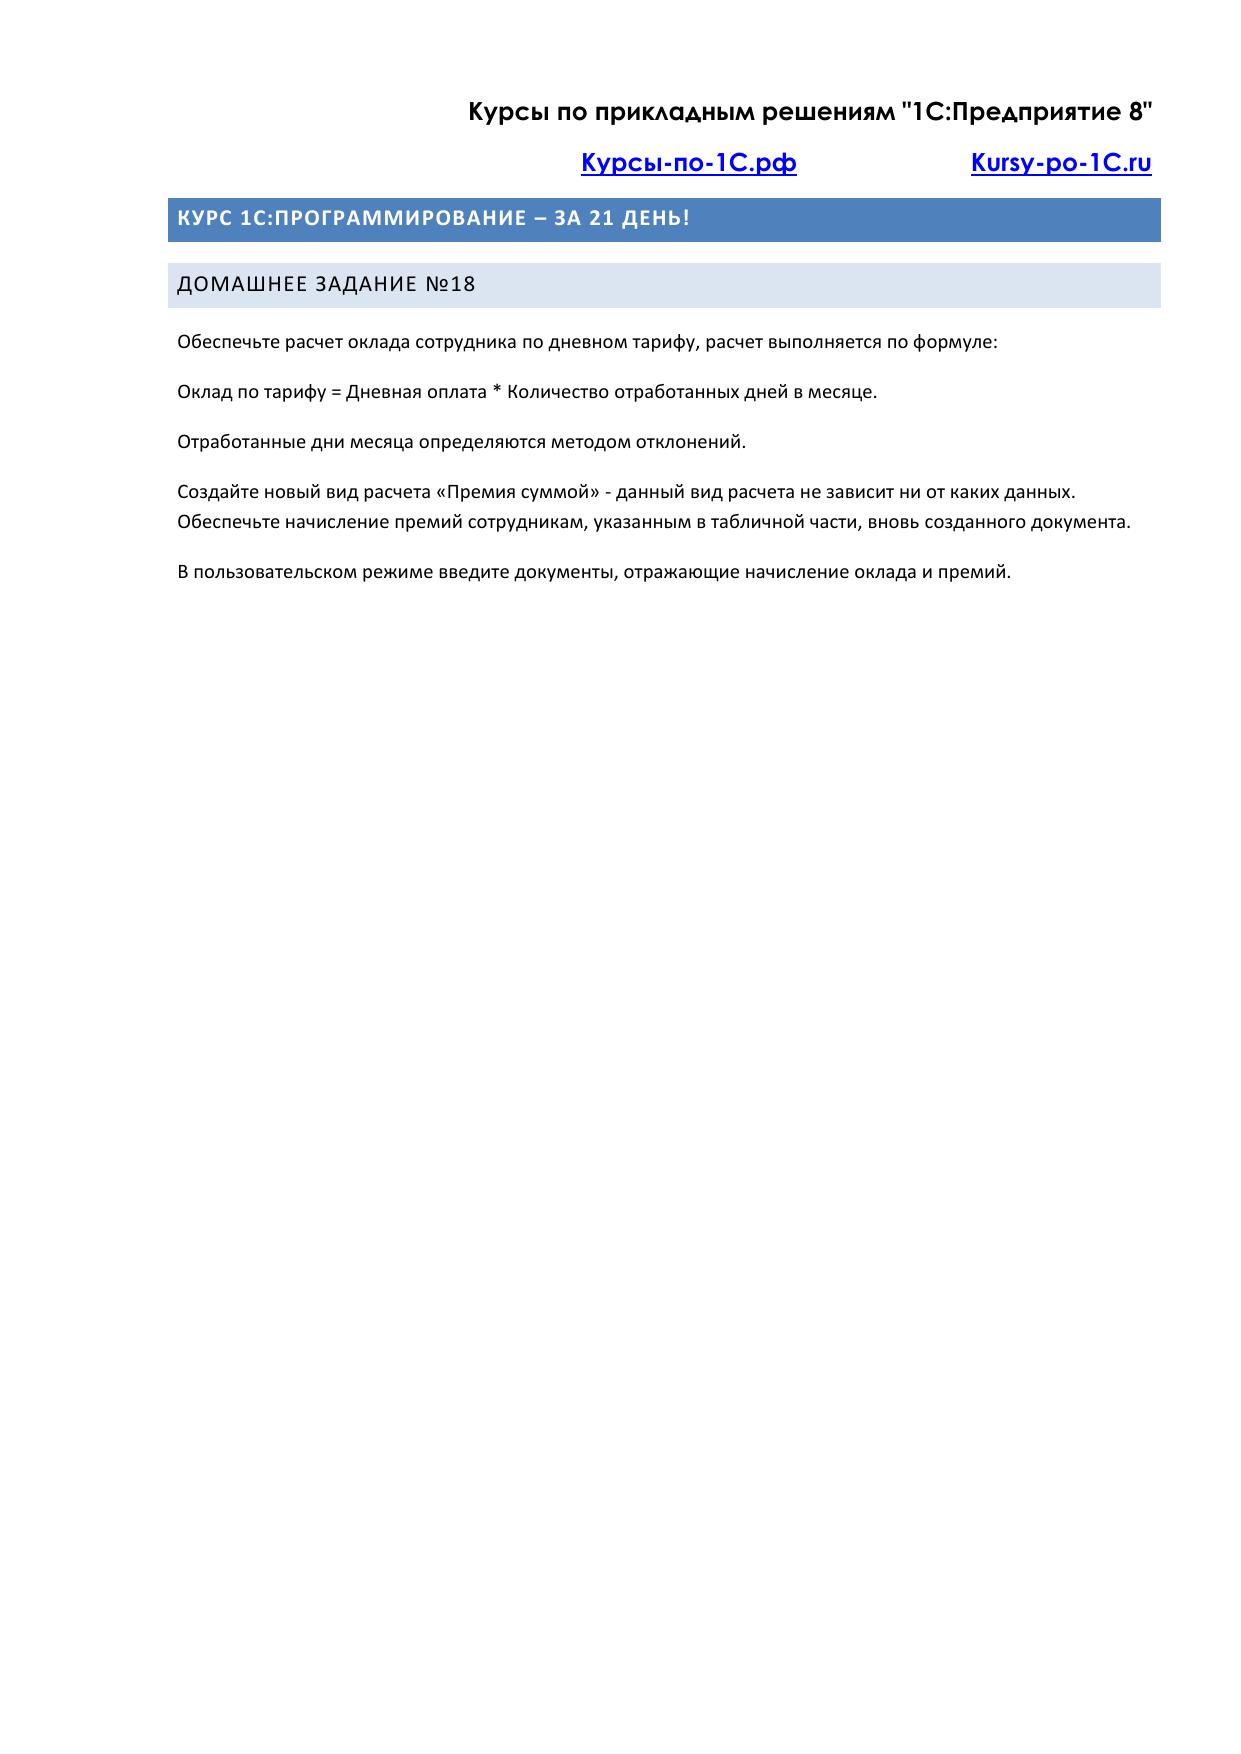 Курсы по прикладным решениям "1С:Предприятие 8"
Курсы-по-1С.рф Kursy-po-1C.ru
КУРС 1С:ПРОГРАММИРОВАНИЕ – ЗА 21 ДЕНЬ!
ДОМАШНЕЕ ЗАДАНИЕ №18
Обеспечьте расчет оклада сотрудника по дневном тарифу, расчет выполняется по формуле:
Оклад по тарифу = Дневная оплата * Количество отработанных дней в месяце.
Отработанные дни месяца определяются методом отклонений.
Создайте новый вид расчета «Премия суммой» - данный вид расчета не зависит ни от каких данных.
Обеспечьте начисление премий сотрудникам, указанным в табличной части, вновь созданного документа.
В пользовательском режиме введите документы, отражающие начисление оклада и премий.